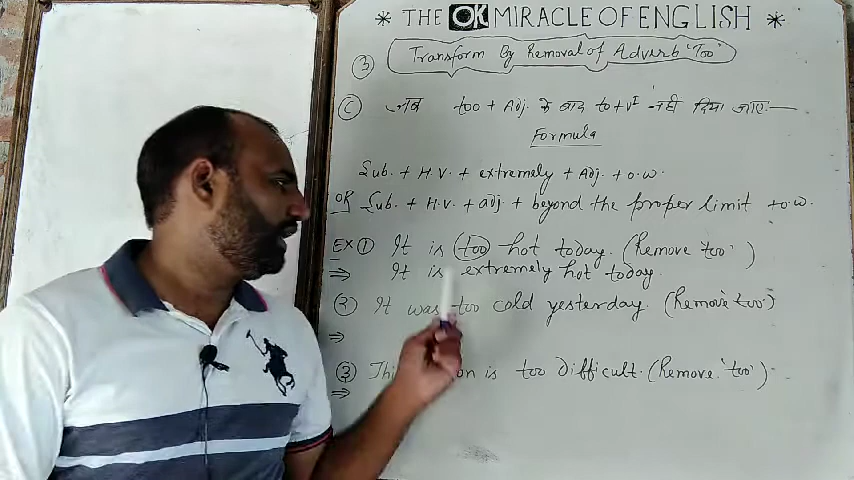 * THE OK MIRACLE OF ENGLISH *
③ Transform By Removal of Adverb 'Too'
Ⓒ जब too + Adj. के बाद to + V¹ नहीं दिया जाए—
Formula
Sub. + H.V. + extremely + Adj. + o.w.
OR Sub. + H.V. + adj + beyond the proper limit + o.w.
EX ① It is too hot today. (Remove 'too')
⇒ It is extremely hot today.
② It was too cold yesterday. (Remove 'too')
⇒
③ is too difficult. (Remove 'too')
⇒